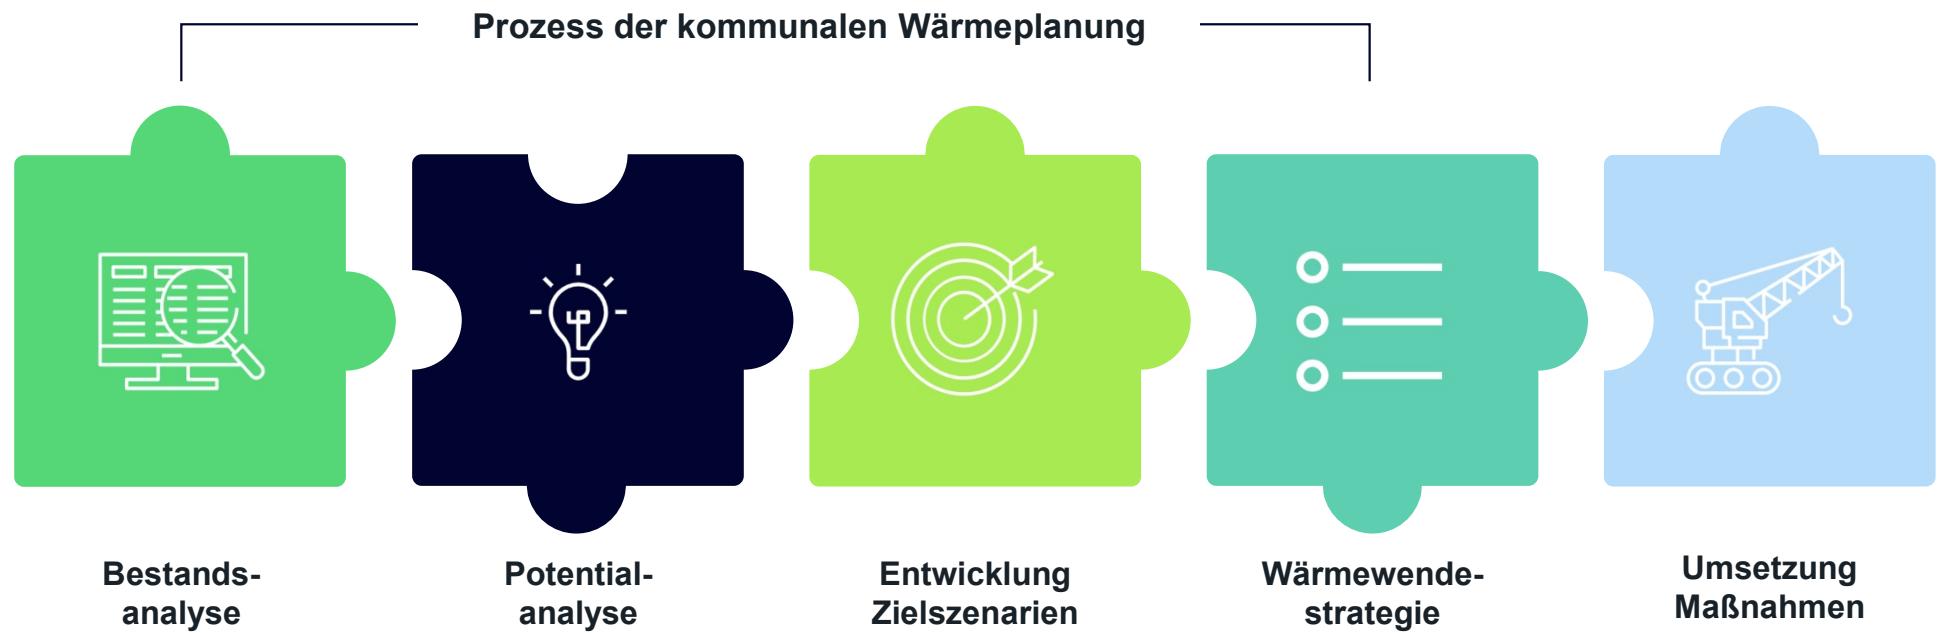 Prozess der kommunalen Wärmeplanung
Bestands-
analyse
Potential-
analyse
Entwicklung
Zielszenarien
Wärmewende-
strategie
Umsetzung
Maßnahmen